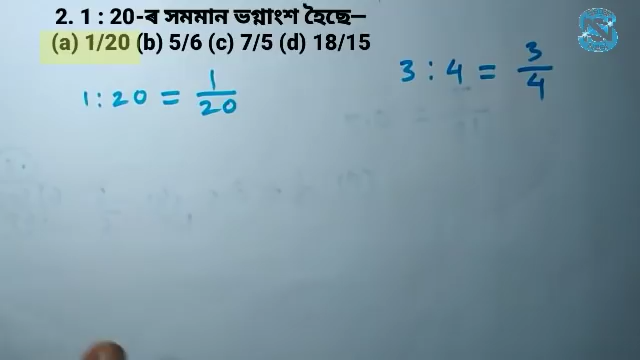 2. 1 : 20-ৰ সমমান ভগ্নাংশ হৈছে—
(a) 1/20 (b) 5/6 (c) 7/5 (d) 18/15
1 : 20 = 1/20
3 : 4 = 3/4